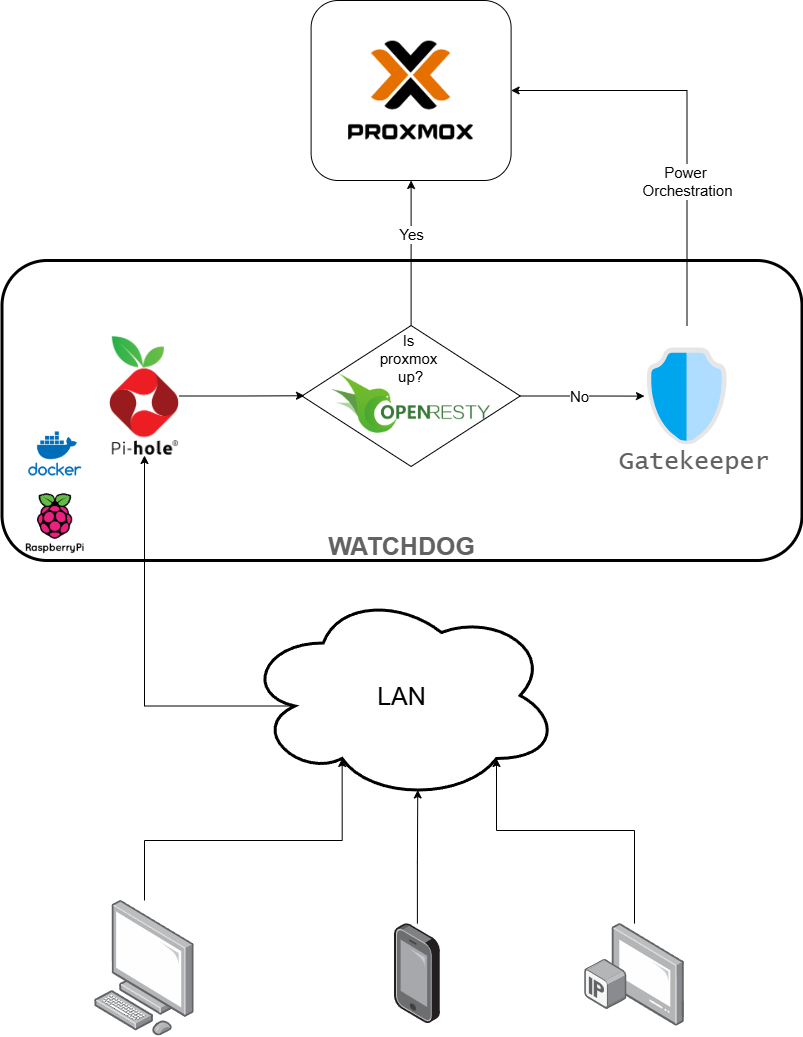 PROXMOX
Power
Orchestration
Yes
Is
proxmox
up?
OPENRESTY
No
Pi-hole®
Gatekeeper
docker
RaspberryPi
WATCHDOG
LAN
IP